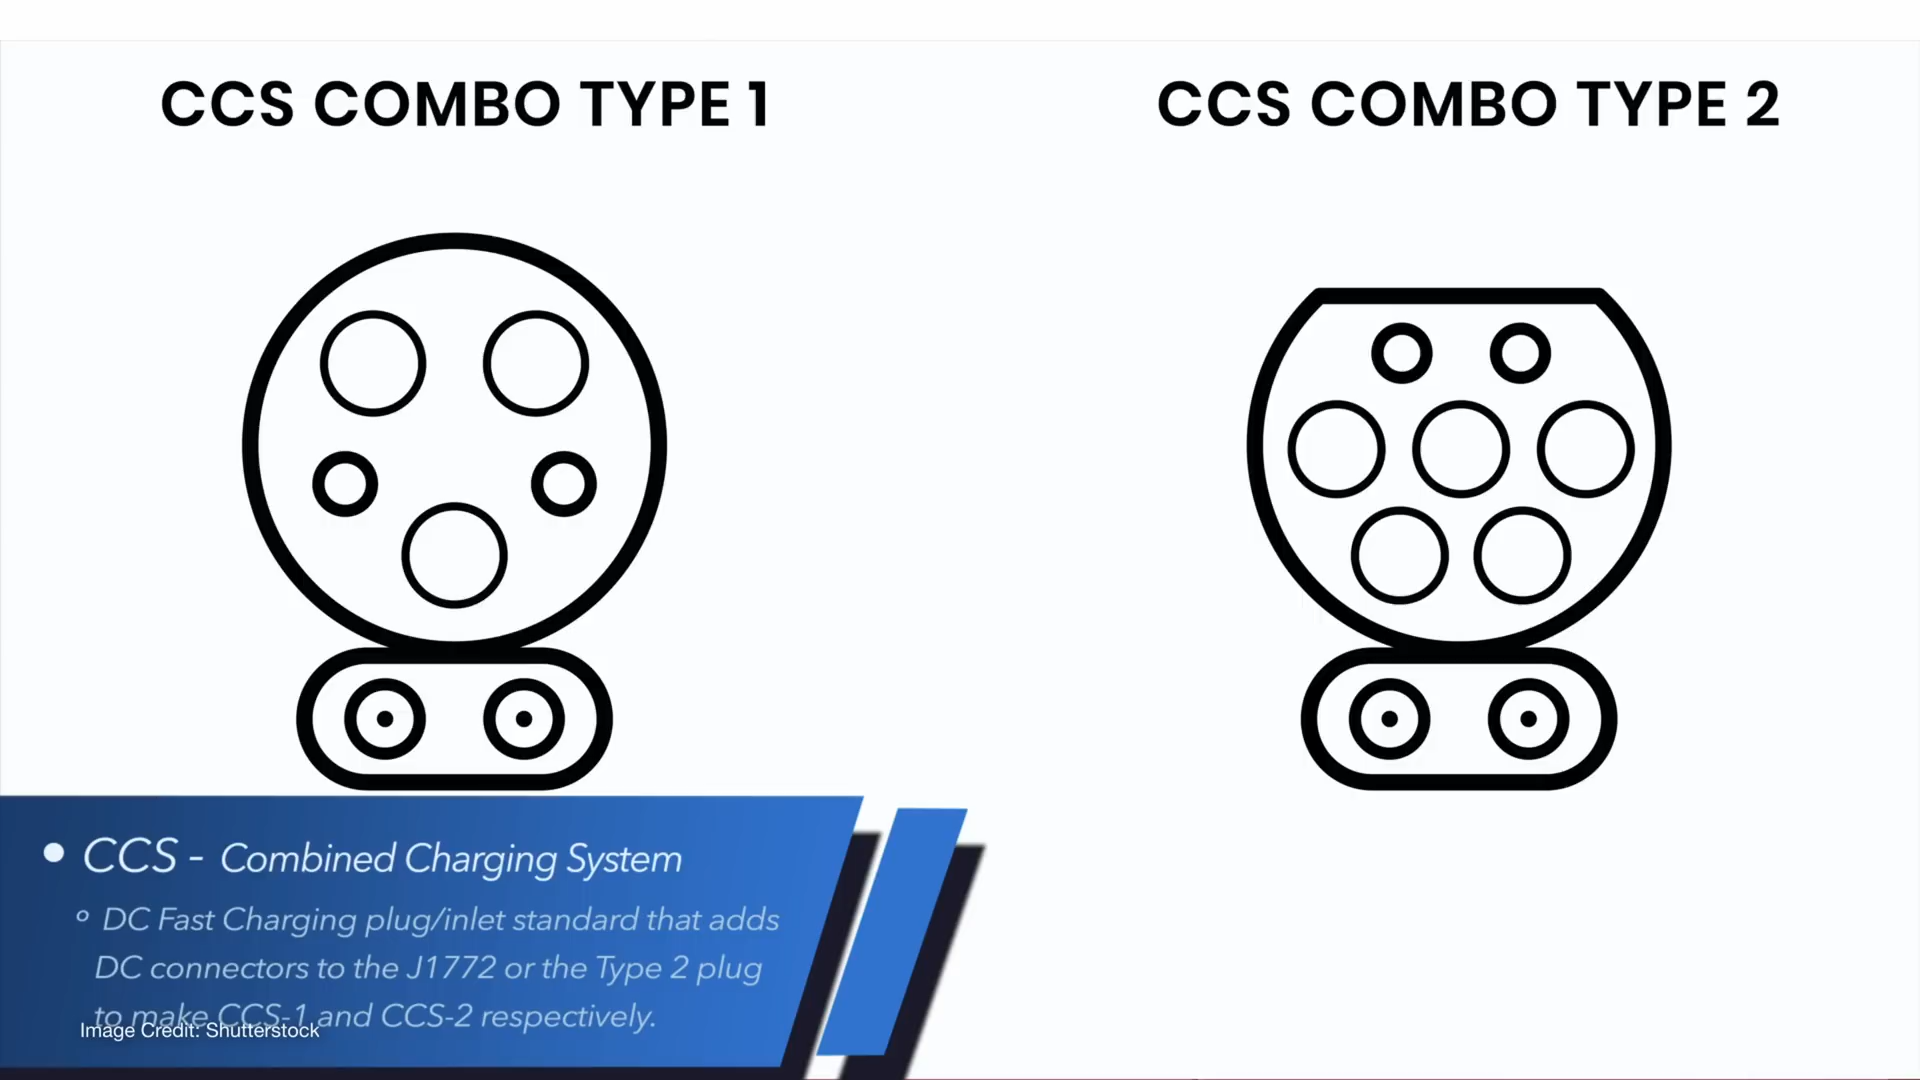 CCS COMBO TYPE 1
CCS COMBO TYPE 2
• CCS - Combined Charging System
° DC Fast Charging plug/inlet standard that adds
DC connectors to the J1772 or the Type 2 plug
to make CCS-1 and CCS-2 respectively.
Image Credit: Shutterstock